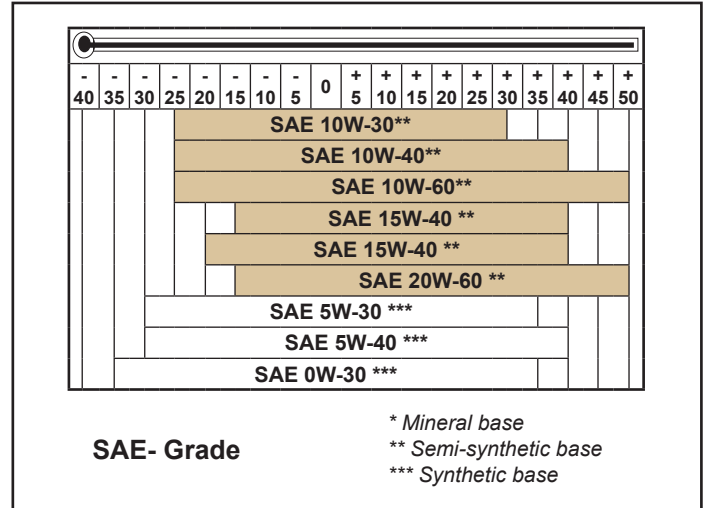 - - - - - - - - 0 + + + + + + + + + +
40 35 30 25 20 15 10 5 5 10 15 20 25 30 35 40 45 50
SAE 10W-30**
SAE 10W-40**
SAE 10W-60**
SAE 15W-40 **
SAE 15W-40 **
SAE 20W-60 **
SAE 5W-30 ***
SAE 5W-40 ***
SAE 0W-30 ***
SAE- Grade
* Mineral base
** Semi-synthetic base
*** Synthetic base